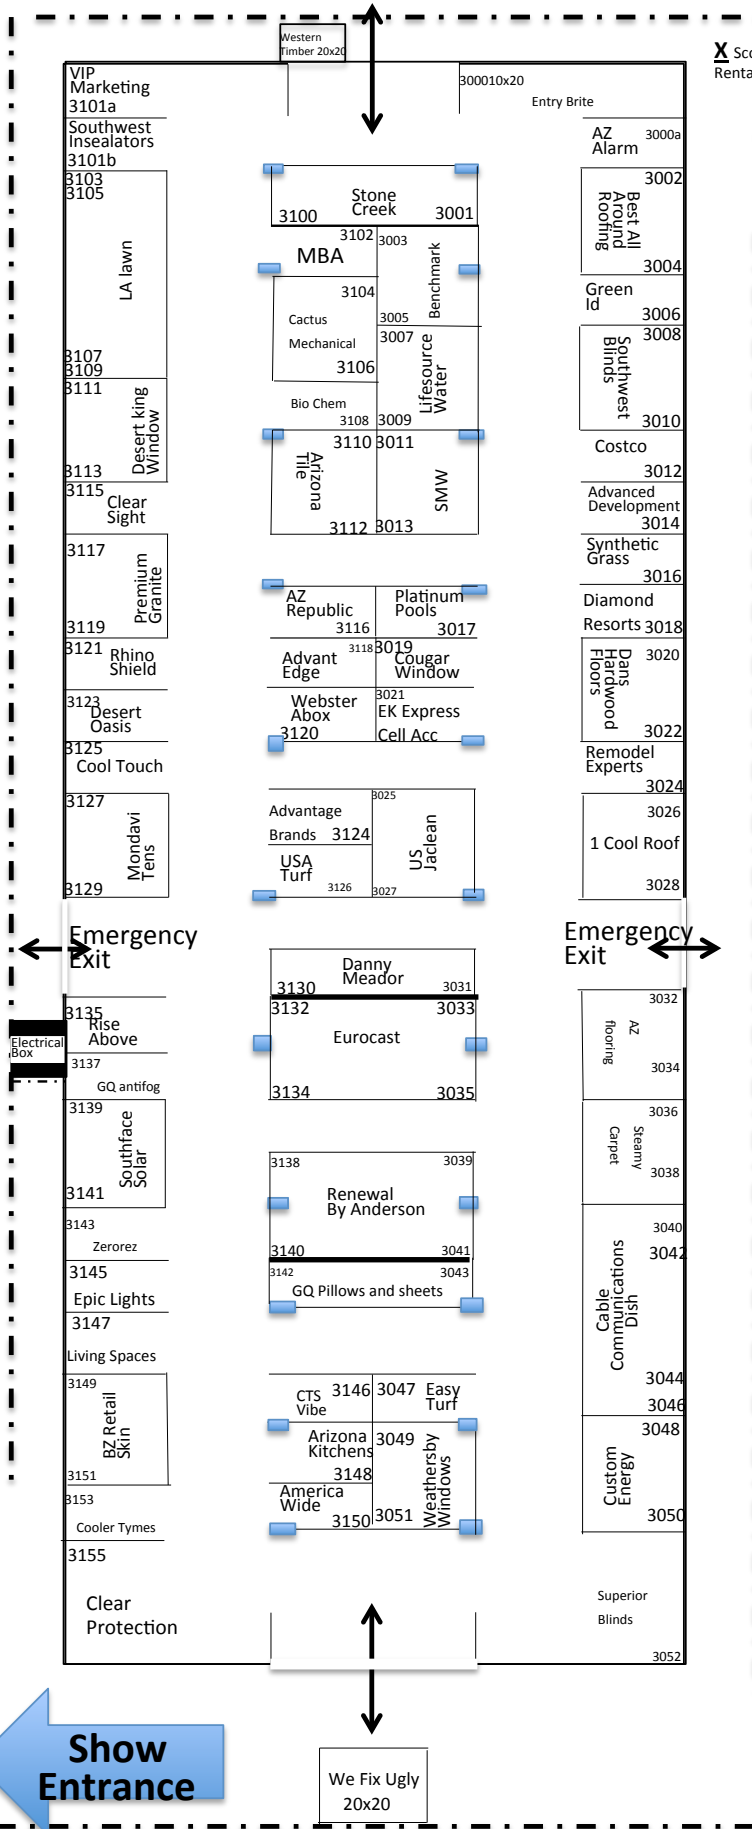 Western
Timber 20x20
X Sco
Renta
VIP
Marketing
3101a
300010x20
Entry Brite
Southwest
Insealators
3101b
AZ
Alarm
3000a
3103
3105
LA lawn
3107
3109
3111
Desert king
Window
3113
3115
Clear
Sight
3117
Premium
Granite
3119
3121
Rhino
Shield
3123
Desert
Oasis
3125
Cool Touch
3127
Mondavi
Tens
3129
Emergency
Exit
3135
Rise
Above
Electrical
Box
3137
GQ antifog
3139
Southface
Solar
3141
3143
Zerorez
3145
Epic Lights
3147
Living Spaces
3149
BZ Retail
Skin
3151
3153
Cooler Tymes
3155
Clear
Protection
Stone
Creek
3100
3001
3102
MBA
3003
Benchmark
3005
3104
Cactus
Mechanical
3106
3007
Lifesource
Water
3009
Bio Chem
3108
3110
Arizona
Tile
3112
3011
SMW
3013
AZ
Republic
3116
Platinum
Pools
3017
3118
Advant
Edge
3019
Cougar
Window
Webster
Abox
3120
3021
EK Express
Cell Acc
Advantage
Brands 3124
3025
US
Jaclean
3027
USA
Turf
3126
Danny
Meador
3130
3031
3132
3033
Eurocast
3134
3035
3138
3039
Renewal
By Anderson
3140
3041
3142
3043
GQ Pillows and sheets
CTS
Vibe
3146
3047
Easy
Turf
Arizona
Kitchens
3148
3049
Weathersby
Windows
3051
America
Wide
3150
3002
Best All
Around
Roofing
3004
Green
Id
3006
3008
Southwest
Blinds
3010
Costco
3012
Advanced
Development
3014
Synthetic
Grass
3016
Diamond
Resorts 3018
3020
Dans
Hardwood
Floors
3022
Remodel
Experts
3024
3026
1 Cool Roof
3028
Emergency
Exit
3032
AZ
flooring
3034
3036
Steamy
Carpet
3038
3040
3042
Cable
Communications
Dish
3044
3046
3048
Custom
Energy
3050
Superior
Blinds
3052
Show
Entrance
We Fix Ugly
20x20